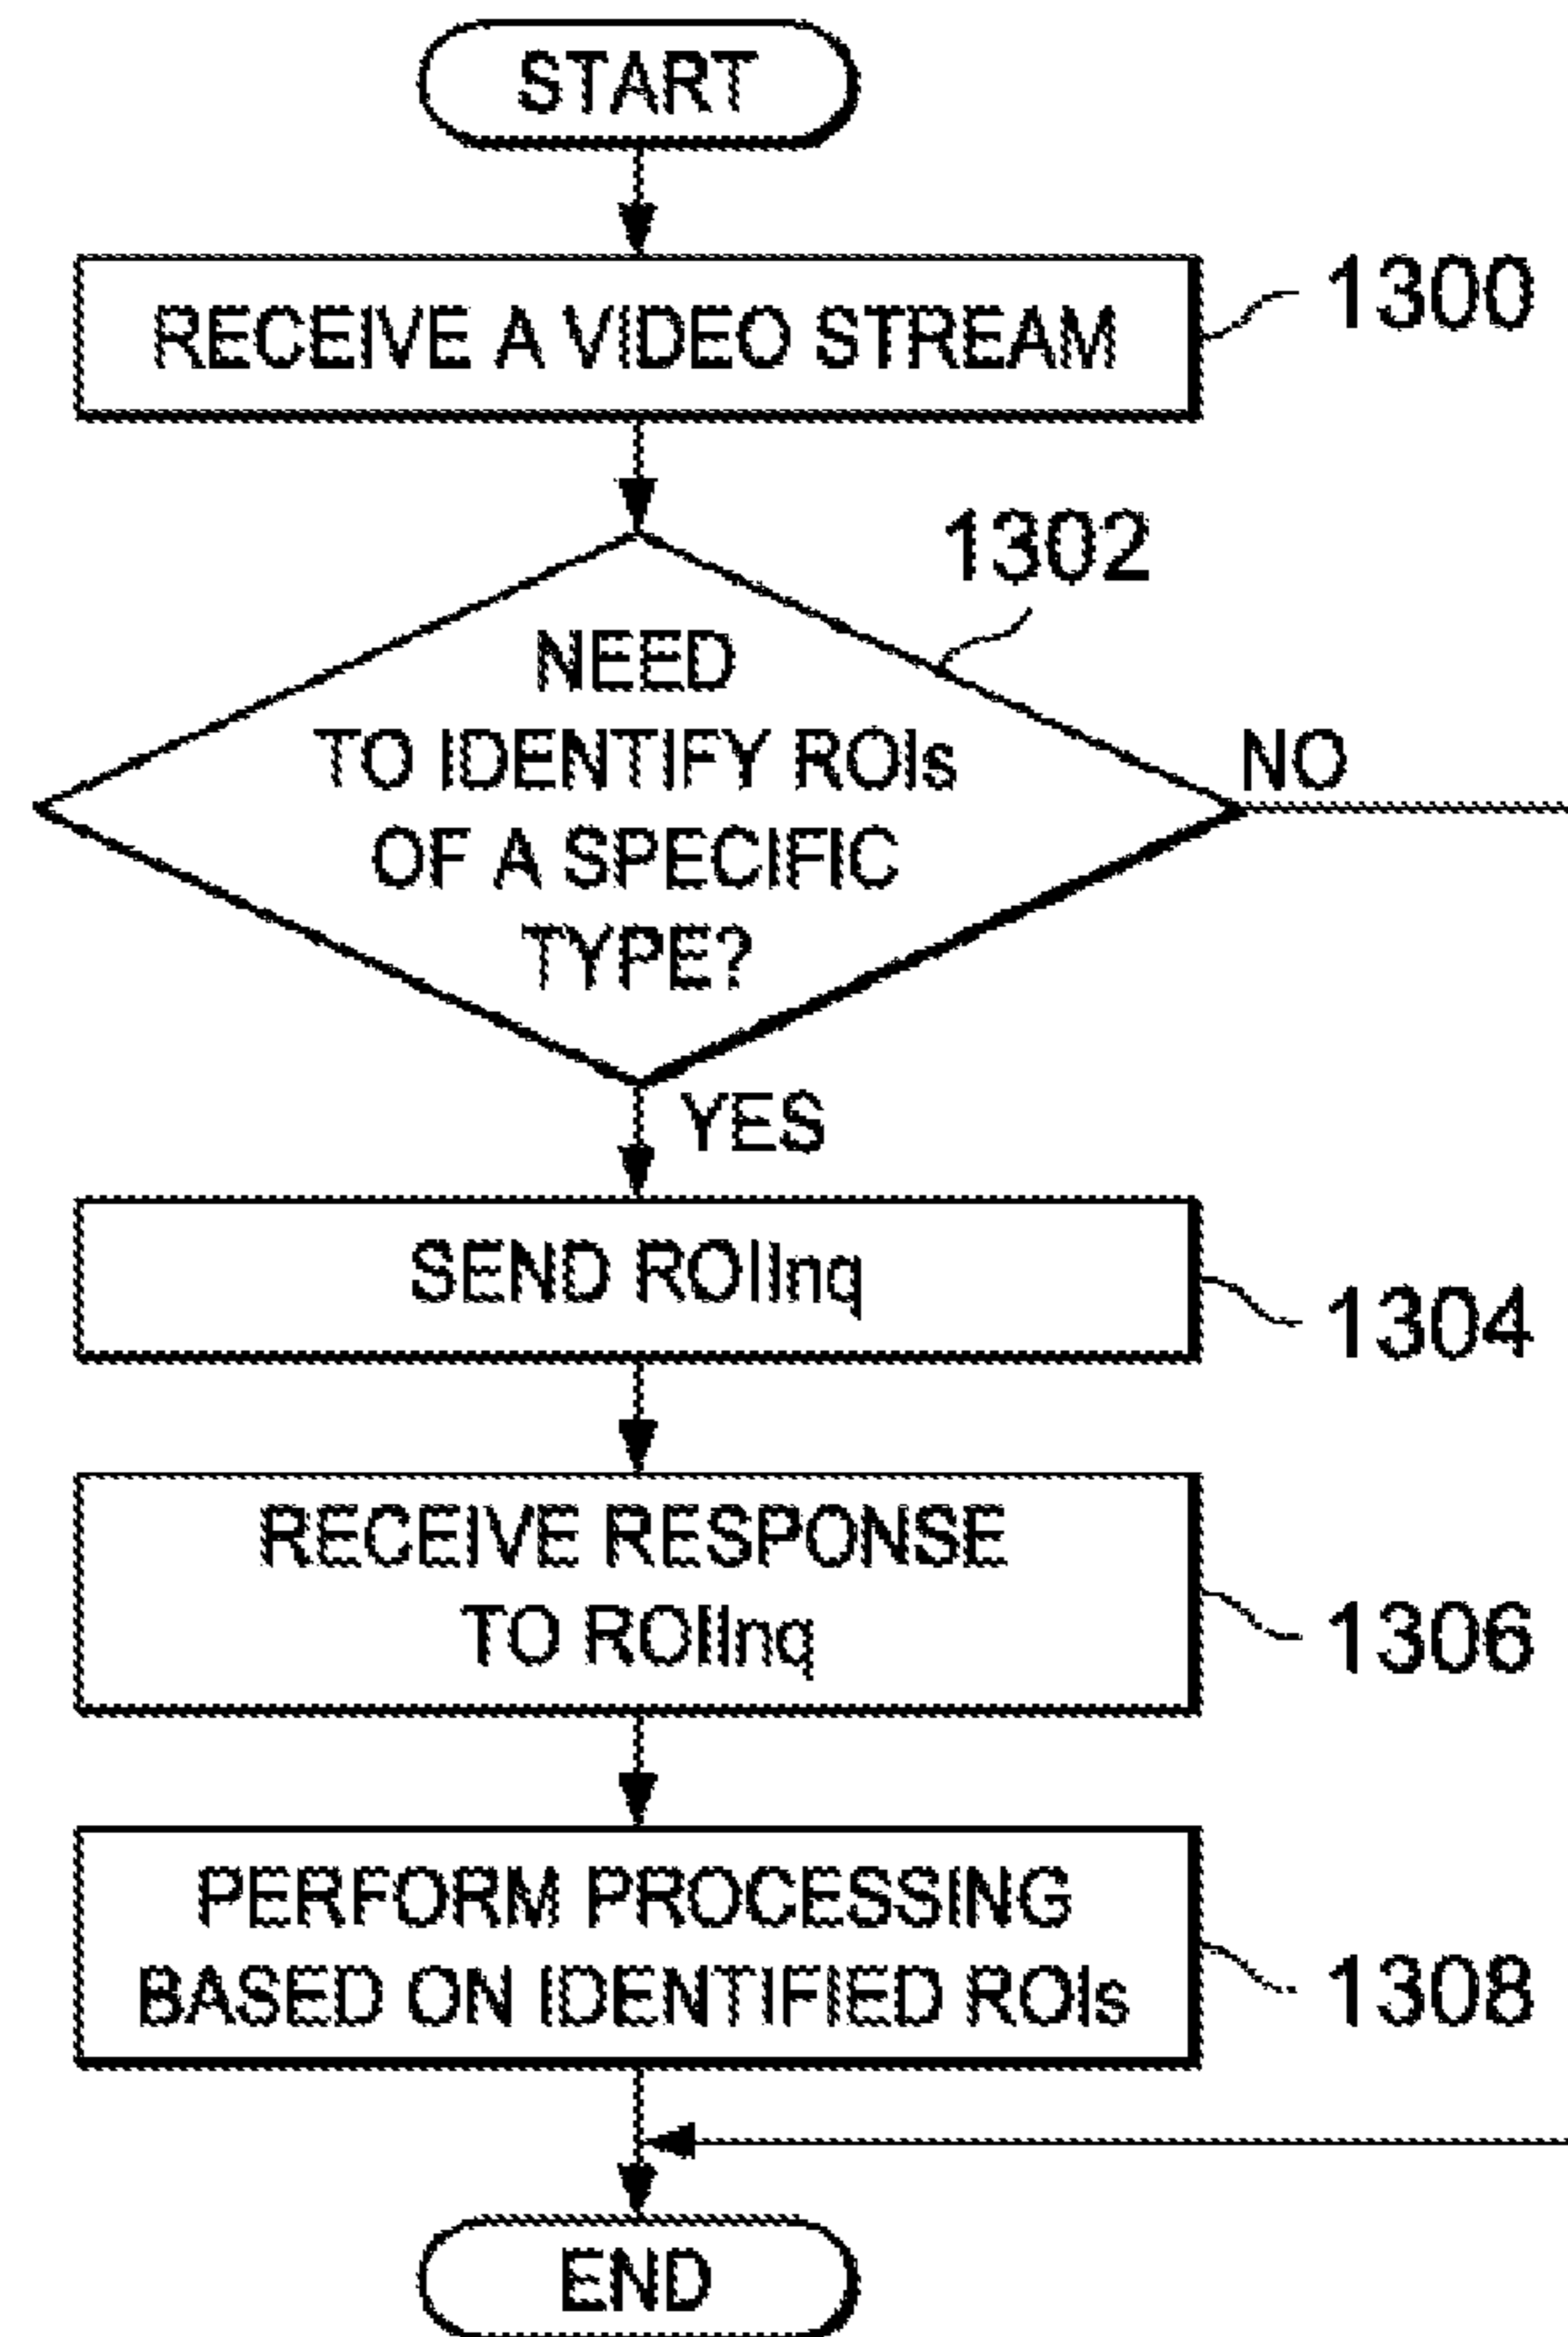 START
RECEIVE A VIDEO STREAM
1300
1302
NEED
TO IDENTIFY ROIs
OF A SPECIFIC
TYPE?
NO
YES
SEND ROIInq
1304
RECEIVE RESPONSE
TO ROIInq
1306
PERFORM PROCESSING
BASED ON IDENTIFIED ROIs
1308
END